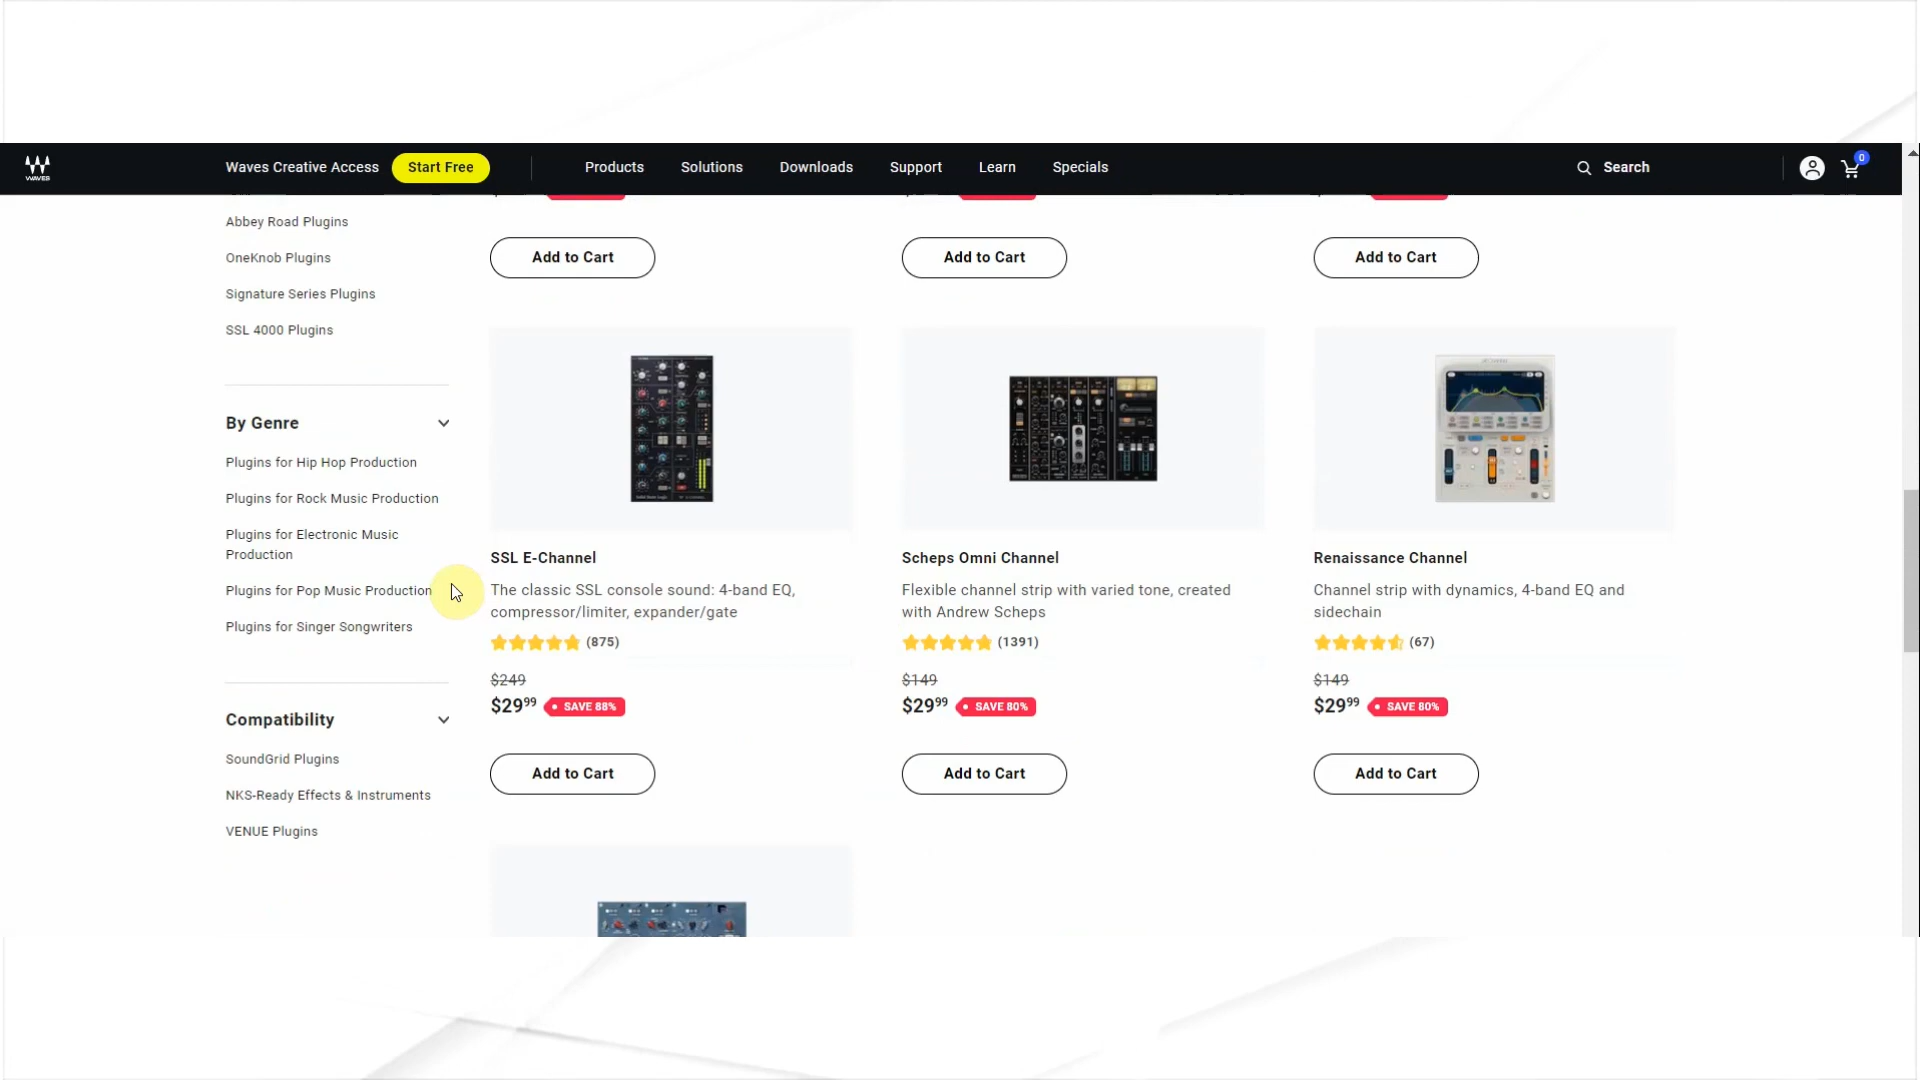 WAVES
Waves Creative Access
Start Free
Products
Solutions
Downloads
Support
Learn
Specials
Search
0
Abbey Road Plugins
OneKnob Plugins
Signature Series Plugins
SSL 4000 Plugins
By Genre
Plugins for Hip Hop Production
Plugins for Rock Music Production
Plugins for Electronic Music
Production
Plugins for Pop Music Production
Plugins for Singer Songwriters
Compatibility
SoundGrid Plugins
NKS-Ready Effects & Instruments
VENUE Plugins
Add to Cart
Add to Cart
Add to Cart
SSL E-Channel
The classic SSL console sound: 4-band EQ,
compressor/limiter, expander/gate
(875)
$249
$29.99 SAVE 88%
Add to Cart
Scheps Omni Channel
Flexible channel strip with varied tone, created
with Andrew Scheps
(1391)
$149
$29.99 SAVE 80%
Add to Cart
Renaissance Channel
Channel strip with dynamics, 4-band EQ and
sidechain
(67)
$149
$29.99 SAVE 80%
Add to Cart